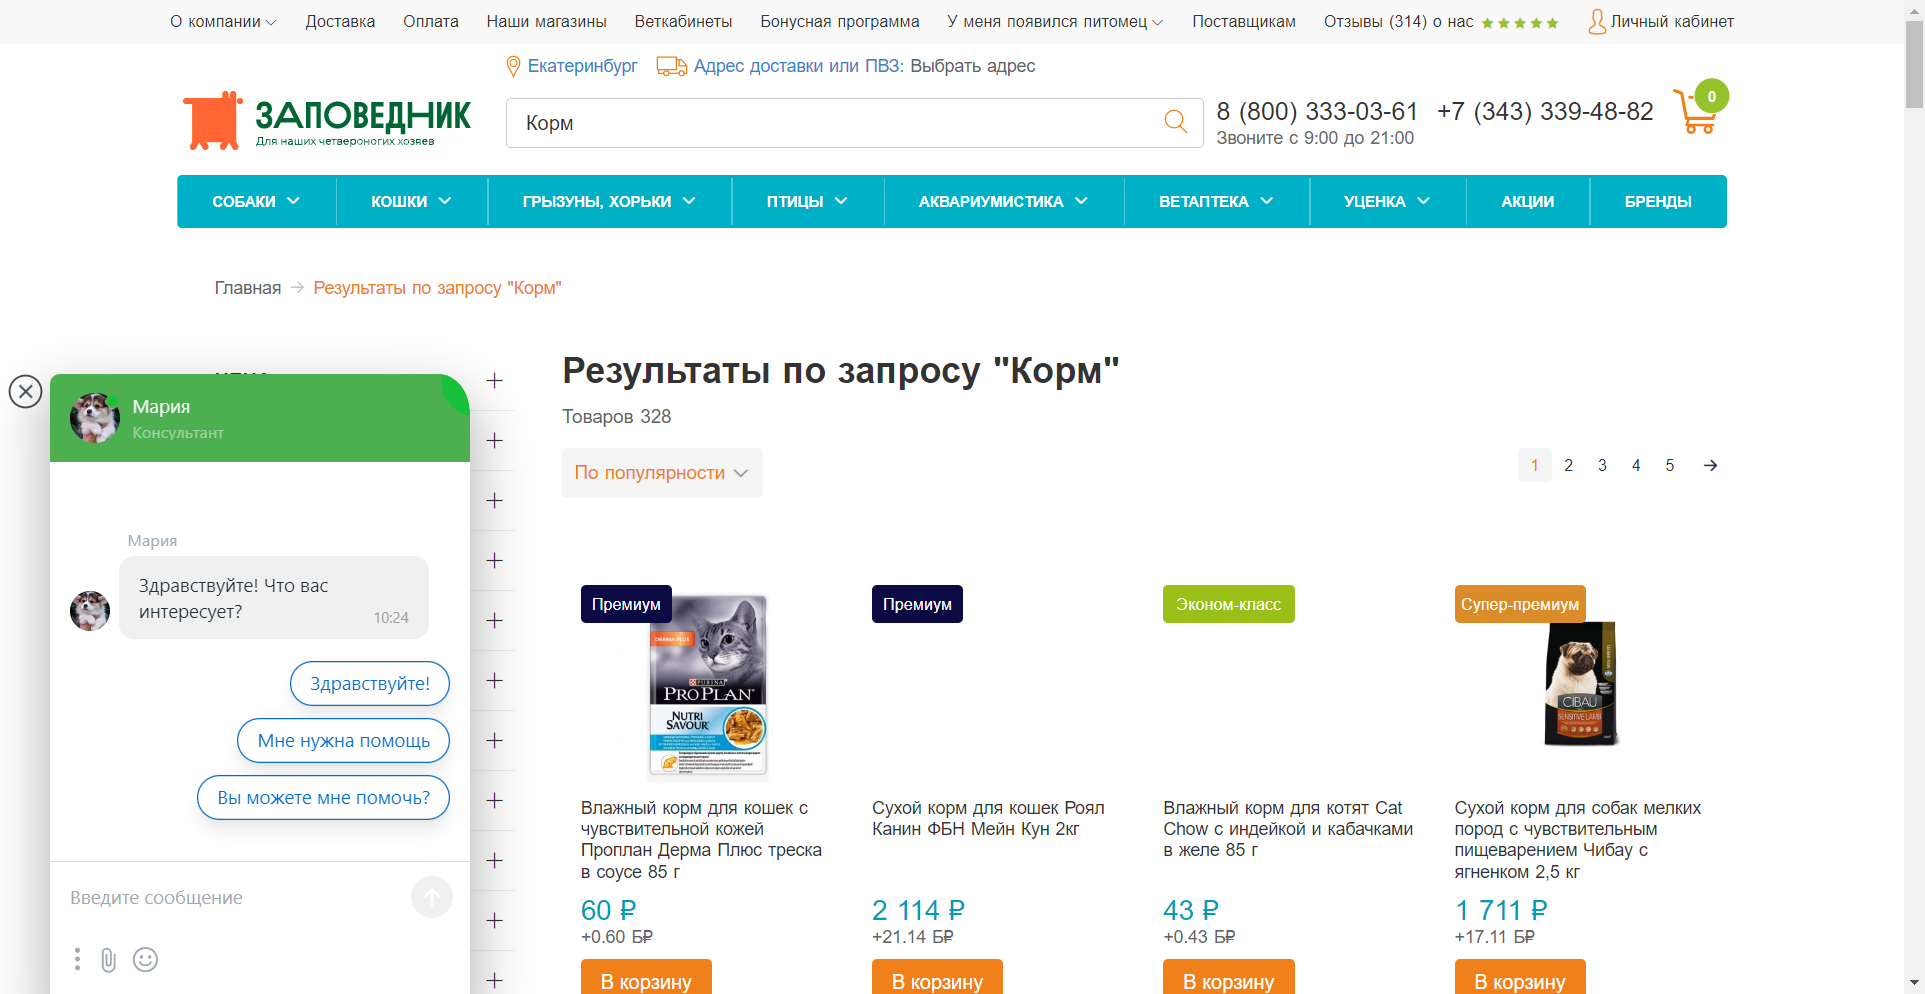 О компании
Доставка
Оплата
Наши магазины
Веткабинеты
Бонусная программа
У меня появился питомец
Поставщикам
Отзывы (314) о нас
Личный кабинет
Екатеринбург
Адрес доставки или ПВЗ: Выбрать адрес
ЗАПОВЕДНИК
Для наших четвероногих хозяев
Корм
8 (800) 333-03-61
+7 (343) 339-48-82
Звоните с 9:00 до 21:00
0
СОБАКИ
КОШКИ
ГРЫЗУНЫ, ХОРЬКИ
ПТИЦЫ
АКВАРИУМИСТИКА
ВЕТАПТЕКА
УЦЕНКА
АКЦИИ
БРЕНДЫ
Главная
Результаты по запросу "Корм"
Результаты по запросу "Корм"
Товаров 328
По популярности
1
2
3
4
5
Мария
Консультант
Мария
Здравствуйте! Что вас
интересует?
10:24
Здравствуйте!
Мне нужна помощь
Вы можете мне помочь?
Введите сообщение
Премиум
PURINA
PRO PLAN
NUTRI
SAVOUR
Влажный корм для кошек с
чувствительной кожей
Проплан Дерма Плюс треска
в соусе 85 г
60 ₽
+0.60 Б₽
В корзину
Премиум
Сухой корм для кошек Роял
Канин ФБН Мейн Кун 2кг
2 114 ₽
+21.14 Б₽
В корзину
Эконом-класс
Влажный корм для котят Cat
Chow с индейкой и кабачками
в желе 85 г
43 ₽
+0.43 Б₽
В корзину
Супер-премиум
CIBAU
SENSITIVE LAMB
Сухой корм для собак мелких
пород с чувствительным
пищеварением Чибау с
ягненком 2,5 кг
1 711 ₽
+17.11 Б₽
В корзину